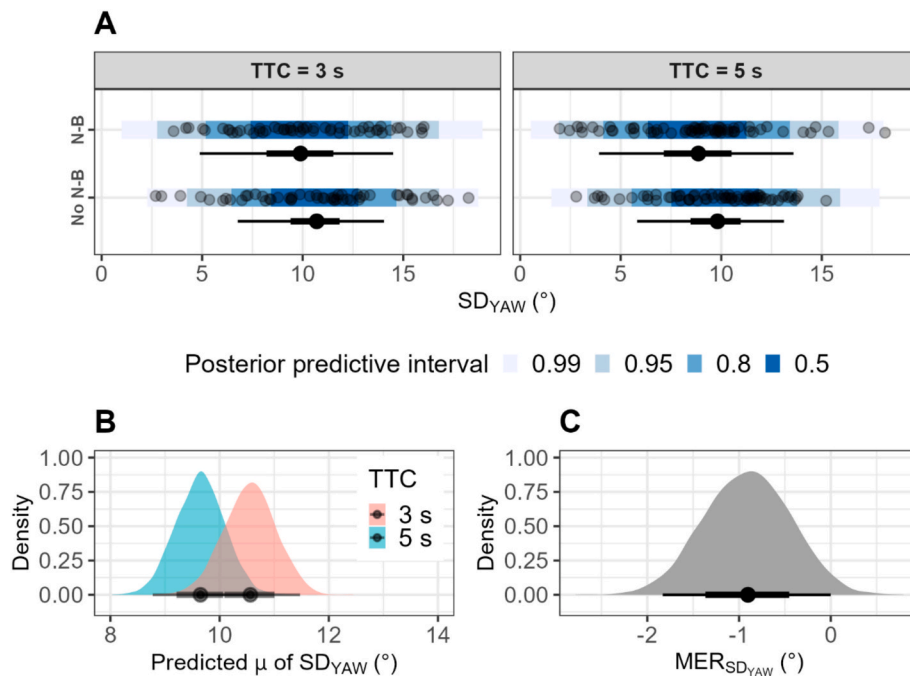 A
TTC = 3 s
TTC = 5 s
N-B
No N-B
0 5 10 15 0 5 10 15
SD_YAW (°)
Posterior predictive interval 0.99 0.95 0.8 0.5
B
1.00
0.75
0.50
0.25
0.00
Density
TTC
3 s
5 s
8 10 12 14
Predicted μ of SD_YAW (°)
C
1.00
0.75
0.50
0.25
0.00
Density
-2 -1 0
MER_SD_YAW (°)